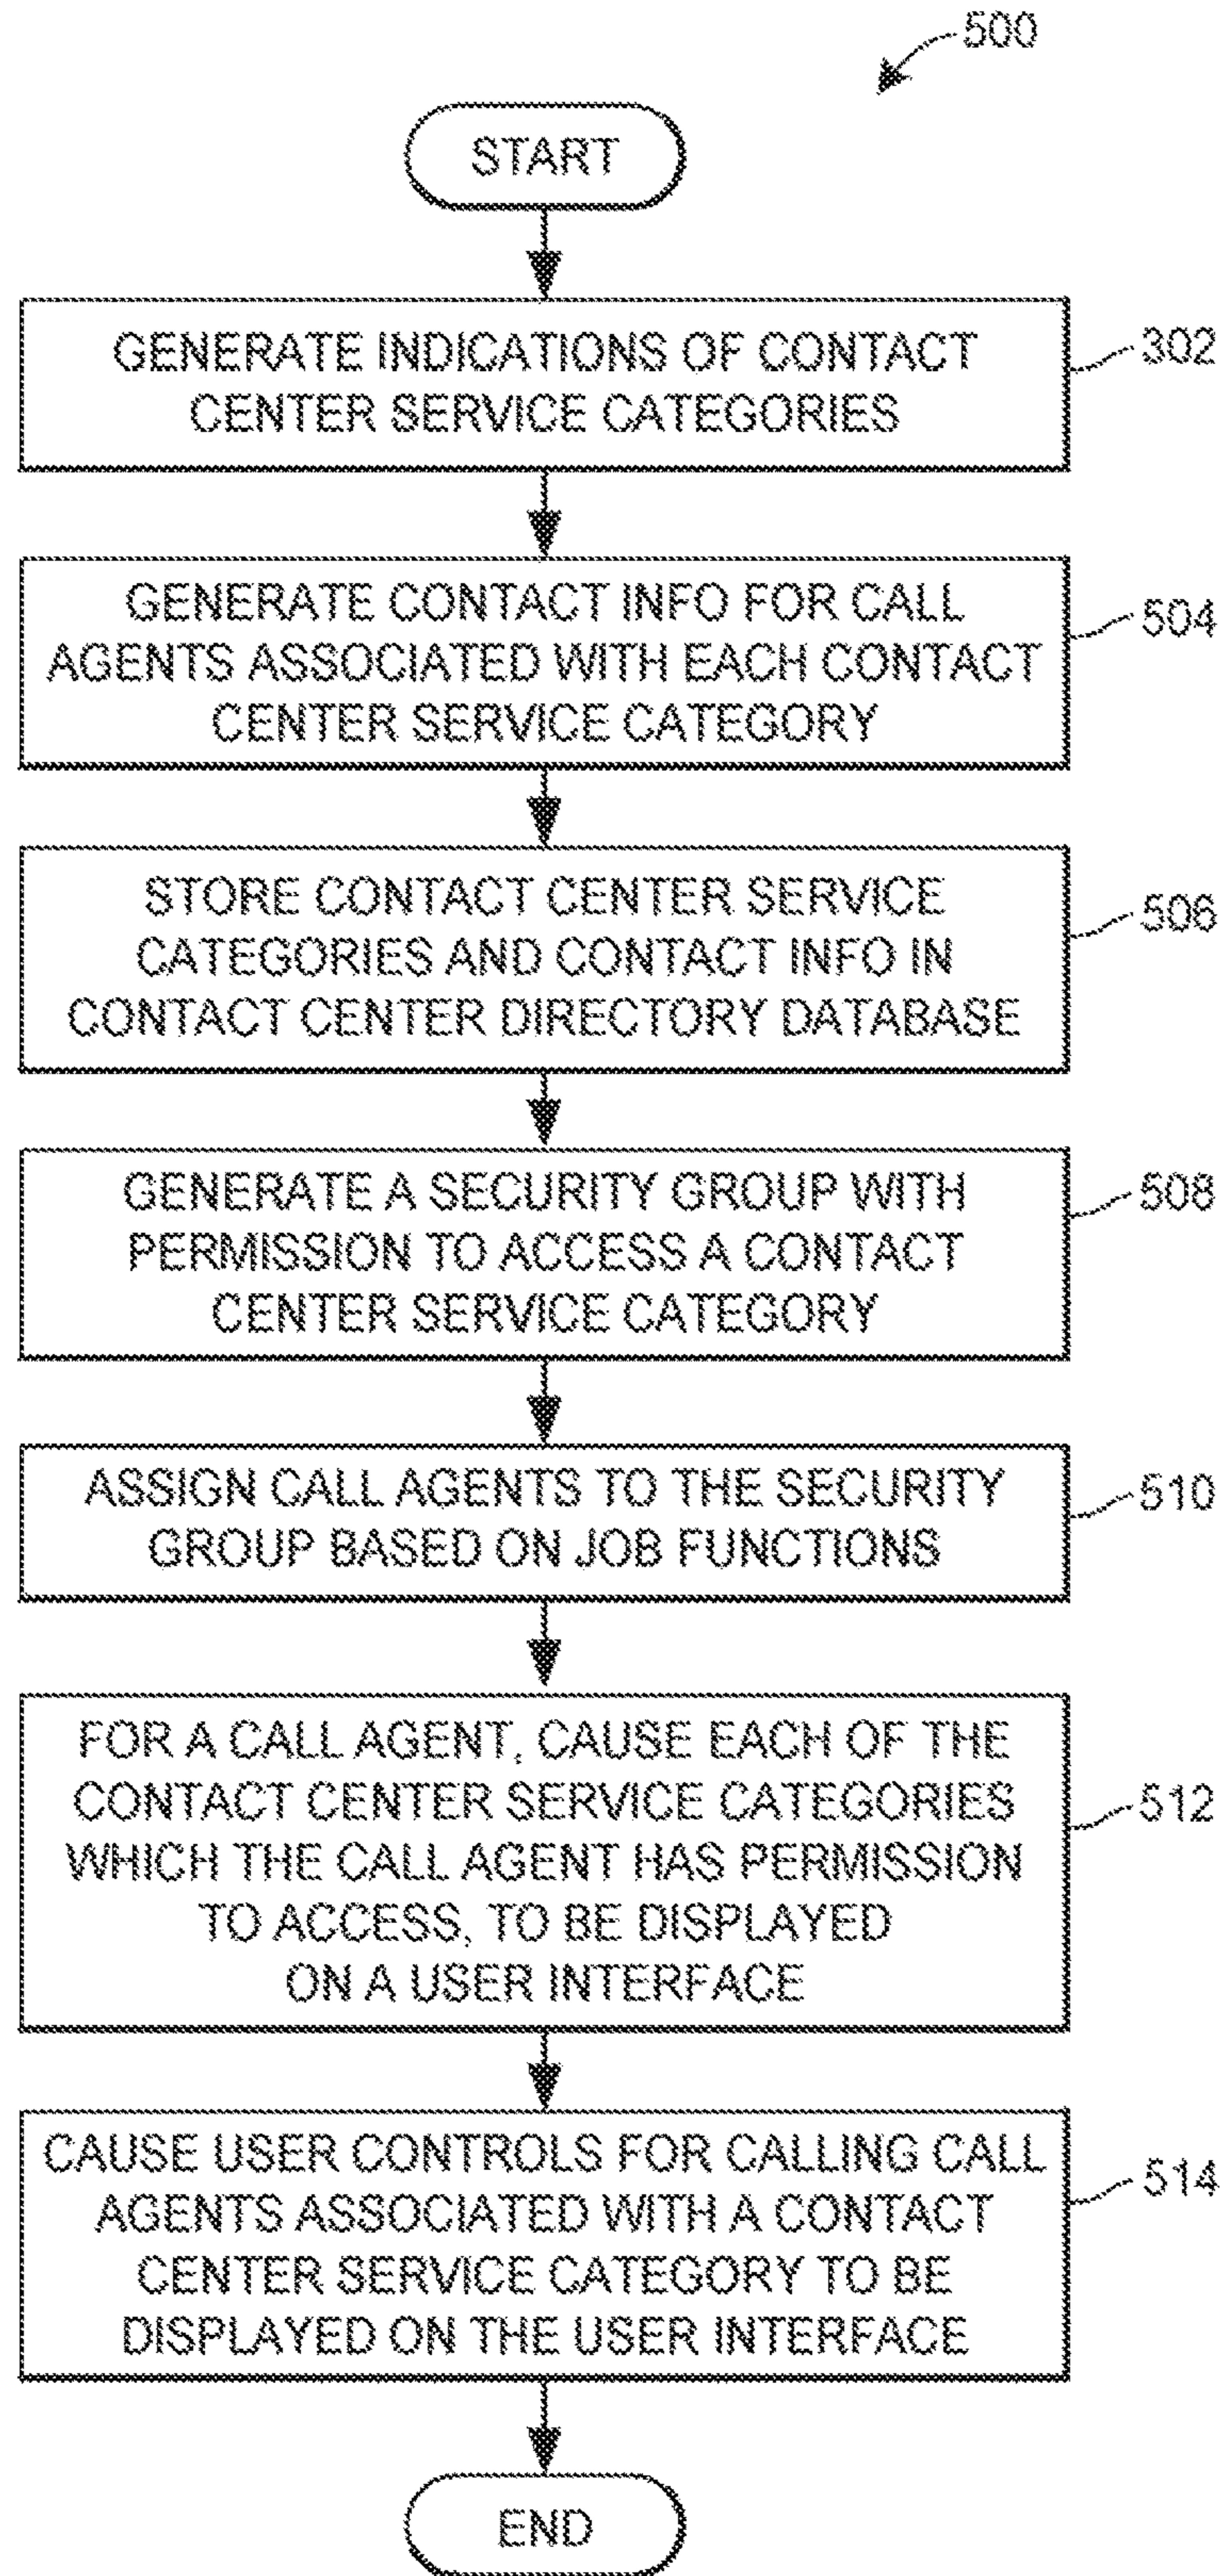 500
START
GENERATE INDICATIONS OF CONTACT
CENTER SERVICE CATEGORIES
302
GENERATE CONTACT INFO FOR CALL
AGENTS ASSOCIATED WITH EACH CONTACT
CENTER SERVICE CATEGORY
504
STORE CONTACT CENTER SERVICE
CATEGORIES AND CONTACT INFO IN
CONTACT CENTER DIRECTORY DATABASE
506
GENERATE A SECURITY GROUP WITH
PERMISSION TO ACCESS A CONTACT
CENTER SERVICE CATEGORY
508
ASSIGN CALL AGENTS TO THE SECURITY
GROUP BASED ON JOB FUNCTIONS
510
FOR A CALL AGENT, CAUSE EACH OF THE
CONTACT CENTER SERVICE CATEGORIES
WHICH THE CALL AGENT HAS PERMISSION
TO ACCESS, TO BE DISPLAYED
ON A USER INTERFACE
512
CAUSE USER CONTROLS FOR CALLING CALL
AGENTS ASSOCIATED WITH A CONTACT
CENTER SERVICE CATEGORY TO BE
DISPLAYED ON THE USER INTERFACE
514
END